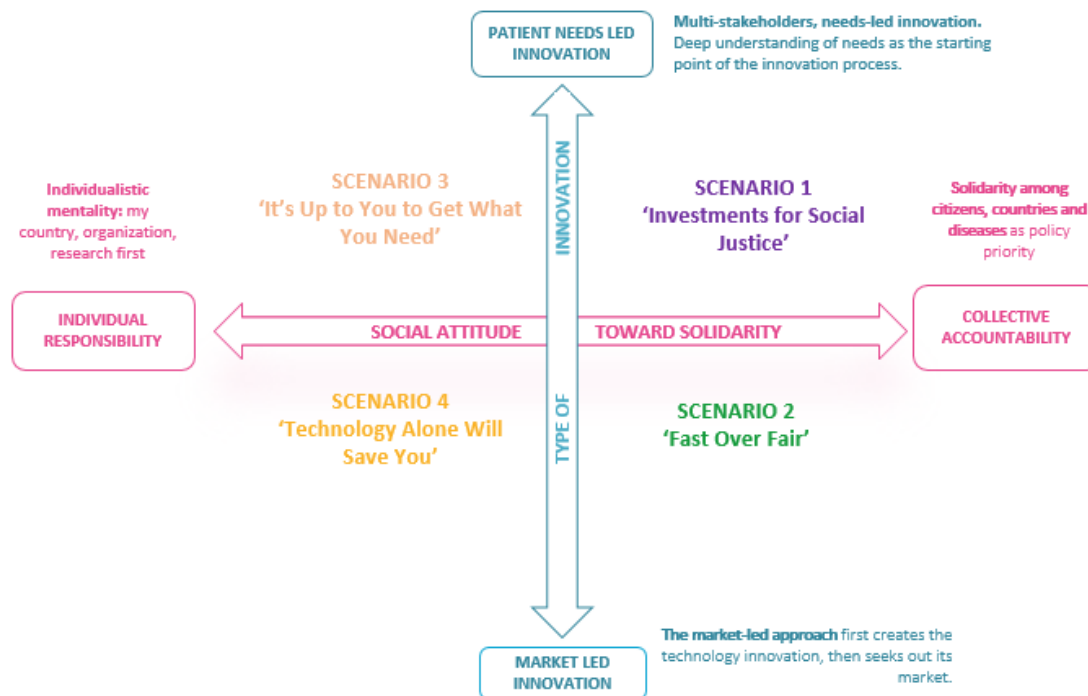 PATIENT NEEDS LED
INNOVATION
Multi-stakeholders, needs-led innovation.
Deep understanding of needs as the starting
point of the innovation process.
SCENARIO 3
‘It’s Up to You to Get What
You Need’
SCENARIO 1
‘Investments for Social
Justice’
Individualistic
mentality: my
country, organization,
research first
Solidarity among
citizens, countries and
diseases as policy
priority
INDIVIDUAL
RESPONSIBILITY
SOCIAL ATTITUDE TOWARD SOLIDARITY
COLLECTIVE
ACCOUNTABILITY
TYPE OF INNOVATION
SCENARIO 4
‘Technology Alone Will
Save You’
SCENARIO 2
‘Fast Over Fair’
MARKET LED
INNOVATION
The market-led approach first creates the
technology innovation, then seeks out its
market.